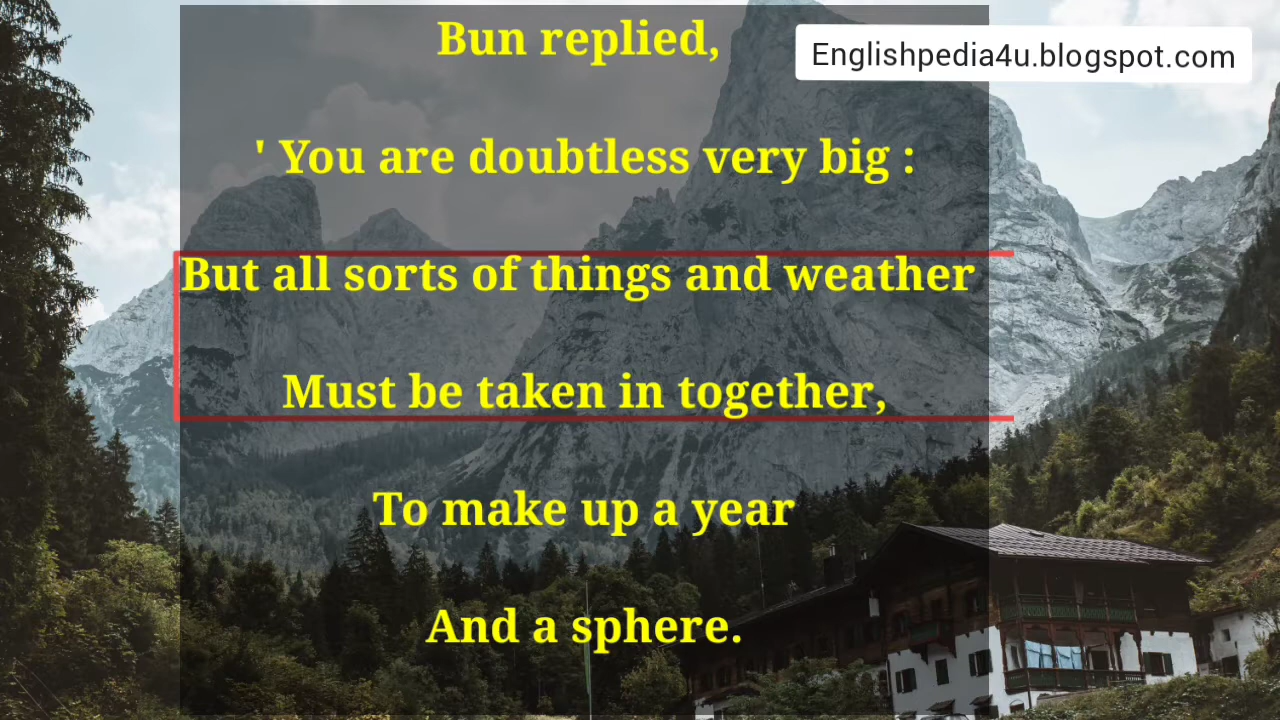 Bun replied,
Englishpedia4u.blogspot.com
' You are doubtless very big :
But all sorts of things and weather
Must be taken in together,
To make up a year
And a sphere.